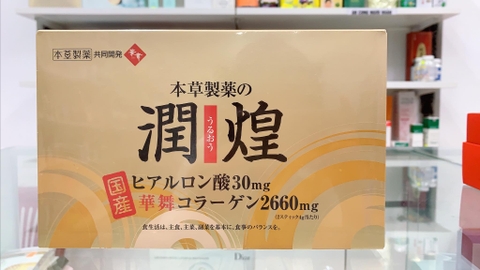 本草製薬 共同開発
本草製薬の
潤煌
うるおう
国産
ヒアルロン酸30mg
華舞コラーゲン2660mg
食生活は、主食、主菜、副菜を基本に、食事のバランスを。